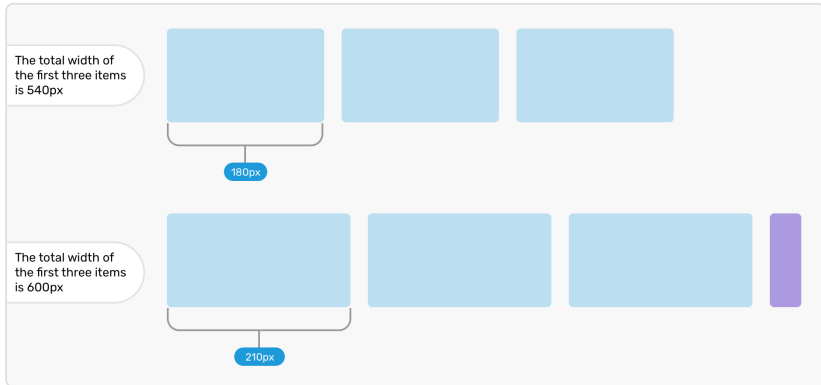 The total width of
the first three items
is 540px
180px
The total width of
the first three items
is 600px
210px